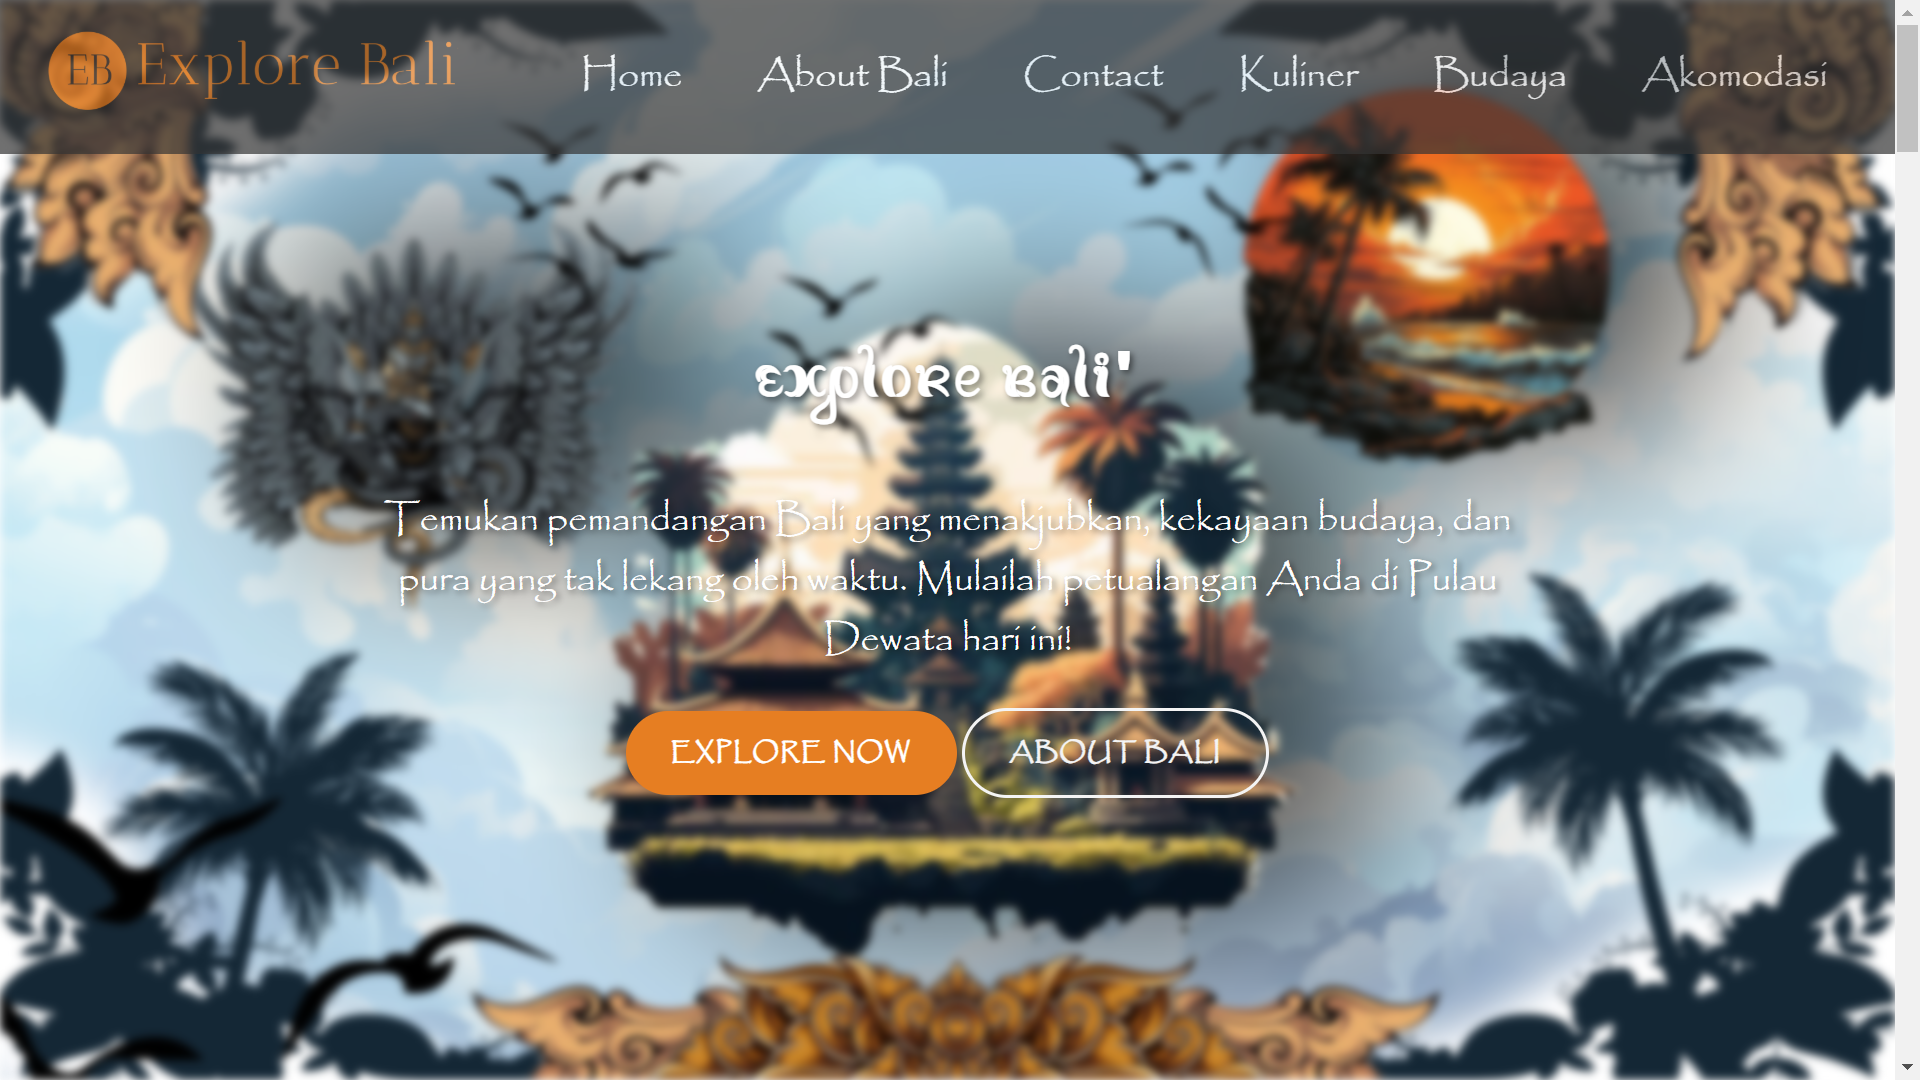 EB Explore Bali
Home About Bali Contact Kuliner Budaya Akomodasi
Explore Bali'
Temukan pemandangan Bali yang menakjubkan, kekayaan budaya, dan
pura yang tak lekang oleh waktu. Mulailah petualangan Anda di Pulau
Dewata hari ini!
EXPLORE NOW ABOUT BALI